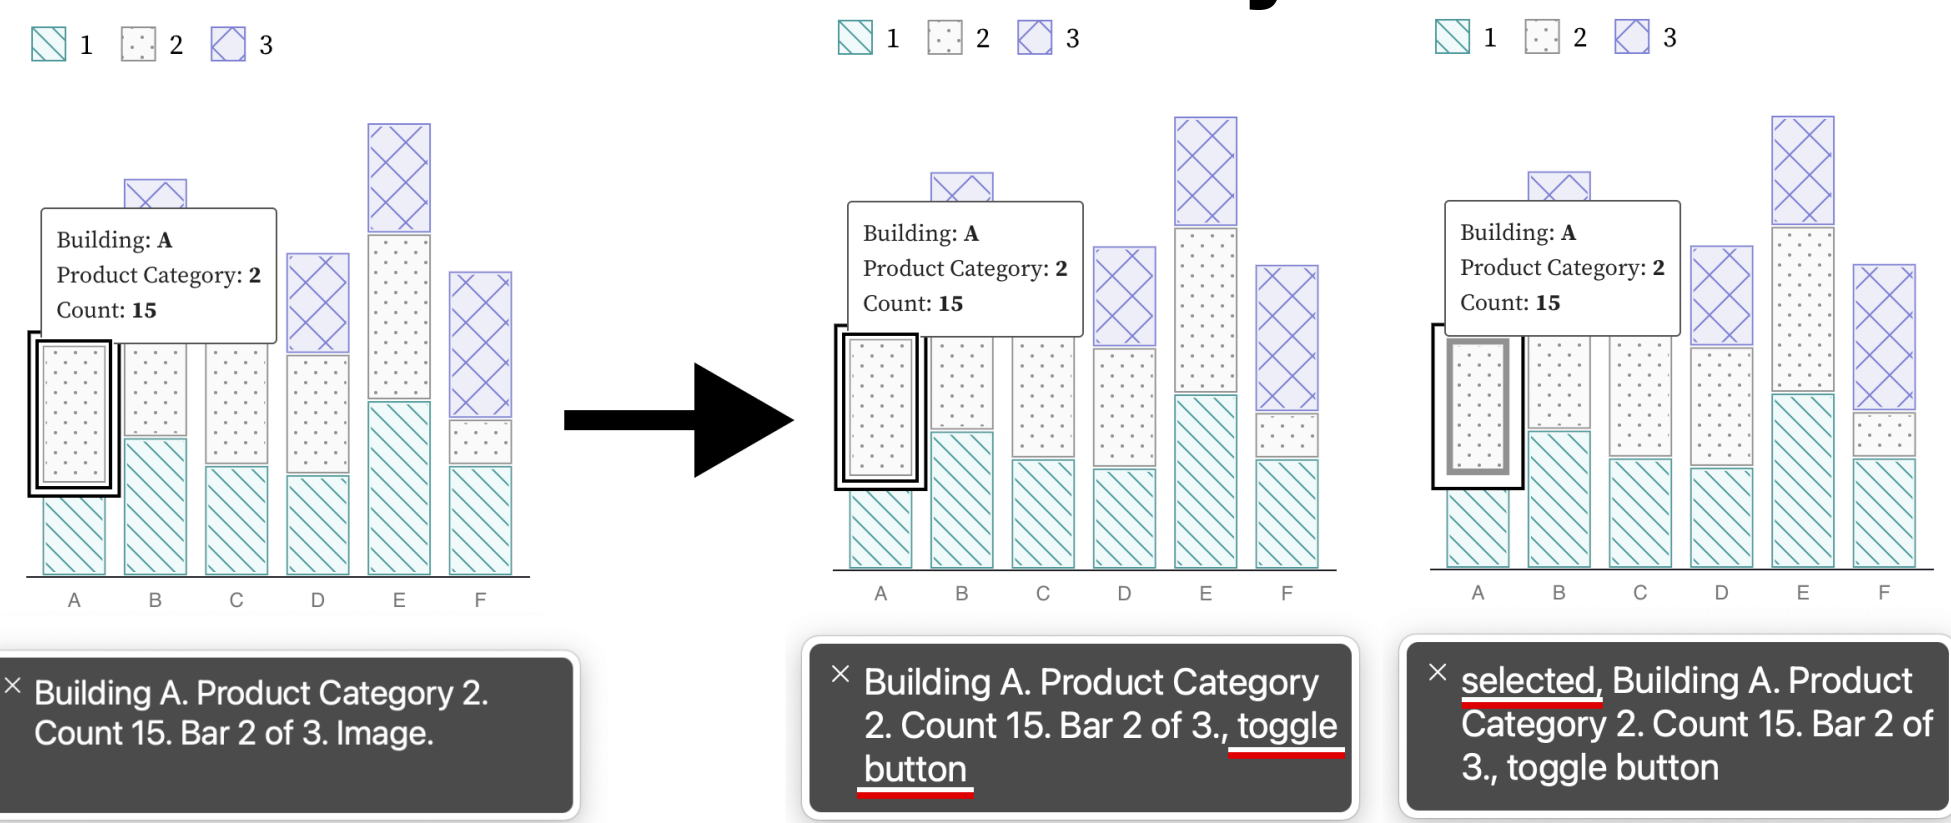 1 2 3
Building: A
Product Category: 2
Count: 15
A B C D E F
× Building A. Product Category 2.
Count 15. Bar 2 of 3. Image.
1 2 3
Building: A
Product Category: 2
Count: 15
A B C D E F
× Building A. Product Category
2. Count 15. Bar 2 of 3., toggle
button
1 2 3
Building: A
Product Category: 2
Count: 15
A B C D E F
× selected, Building A. Product
Category 2. Count 15. Bar 2 of
3., toggle button